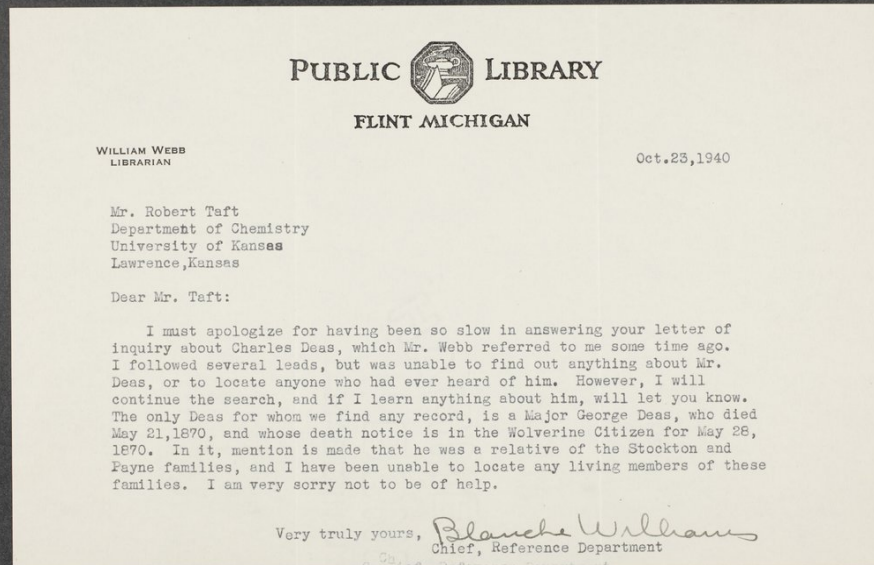 PUBLIC LIBRARY
FLINT MICHIGAN
WILLIAM WEBB
LIBRARIAN
Oct.23,1940
Mr. Robert Taft
Department of Chemistry
University of Kansas
Lawrence,Kansas
Dear Mr. Taft:
I must apologize for having been so slow in answering your letter of
inquiry about Charles Deas, which Mr. Webb referred to me some time ago.
I followed several leads, but was unable to find out anything about Mr.
Deas, or to locate anyone who had ever heard of him. However, I will
continue the search, and if I learn anything about him, will let you know.
The only Deas for whom we find any record, is a Major George Deas, who died
May 21,1870, and whose death notice is in the Wolverine Citizen for May 28,
1870. In it, mention is made that he was a relative of the Stockton and
Payne families, and I have been unable to locate any living members of these
families. I am very sorry not to be of help.
Very truly yours, Blanche Williams
Chief, Reference Department